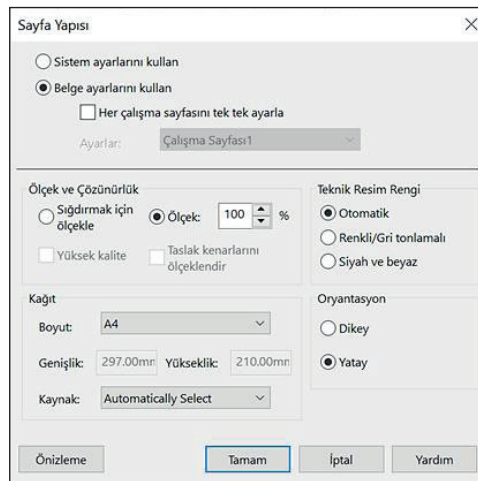 Sayfa Yapısı
Sistem ayarlarını kullan
Belge ayarlarını kullan
Her çalışma sayfasını tek tek ayarla
Ayarlar: Çalışma Sayfası1
Ölçek ve Çözünürlük
Sığdırmak için
ölçekle
Ölçek: 100 %
Yüksek kalite
Taslak kenarlarını
ölçeklendir
Teknik Resim Rengi
Otomatik
Renkli/Gri tonlamalı
Siyah ve beyaz
Kağıt
Boyut: A4
Genişlik: 297.00mm Yükseklik: 210.00mm
Kaynak: Automatically Select
Oryantasyon
Dikey
Yatay
Önizleme Tamam İptal Yardım